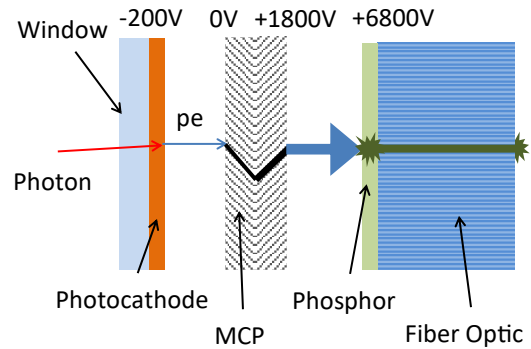 -200V 0V +1800V +6800V
Window
pe
Photon
Photocathode
Phosphor
MCP
Fiber Optic